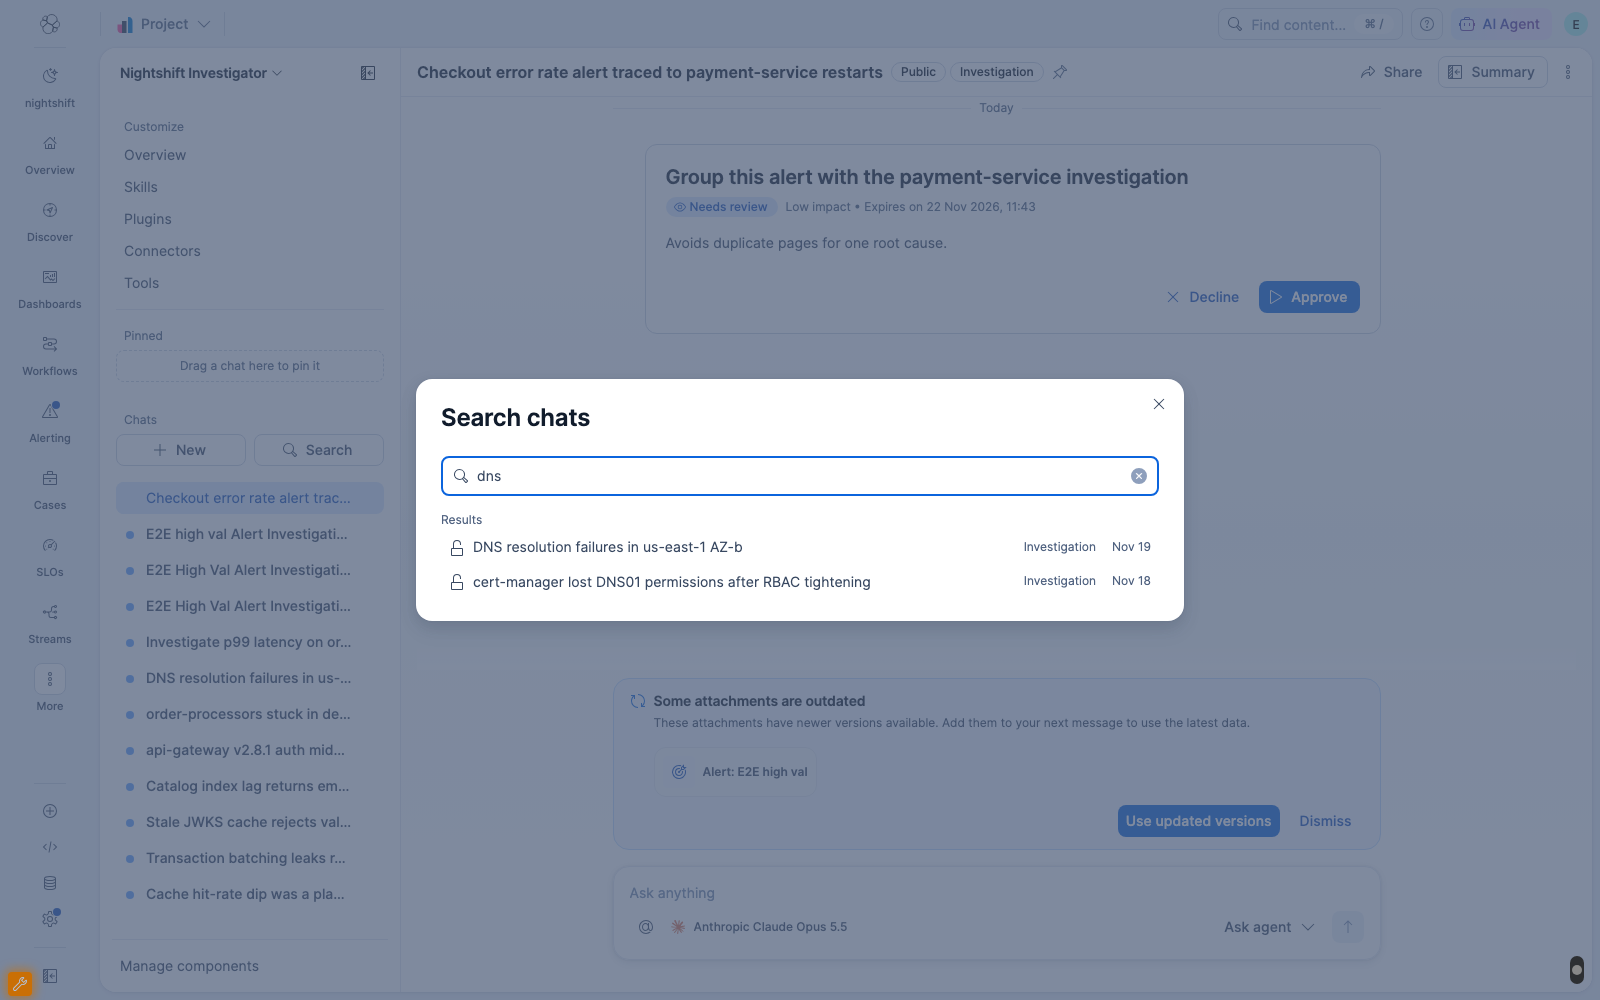 Project
Find content...
⌘ /
AI Agent
E
nightshift
Overview
Discover
Dashboards
Workflows
Alerting
Cases
SLOs
Streams
More
Nightshift Investigator
Customize
Overview
Skills
Plugins
Connectors
Tools
Pinned
Drag a chat here to pin it
Chats
New
Search
Checkout error rate alert trac...
E2E high val Alert Investigati...
E2E High Val Alert Investigati...
E2E High Val Alert Investigati...
Investigate p99 latency on or...
DNS resolution failures in us-...
order-processors stuck in de...
api-gateway v2.8.1 auth mid...
Catalog index lag returns em...
Stale JWKS cache rejects val...
Transaction batching leaks r...
Cache hit-rate dip was a pla...
Manage components
Checkout error rate alert traced to payment-service restarts
Public
Investigation
Share
Summary
Today
Group this alert with the payment-service investigation
Needs review
Low impact • Expires on 22 Nov 2026, 11:43
Avoids duplicate pages for one root cause.
Decline
Approve
Search chats
dns
Results
DNS resolution failures in us-east-1 AZ-b
Investigation
Nov 19
cert-manager lost DNS01 permissions after RBAC tightening
Investigation
Nov 18
Some attachments are outdated
These attachments have newer versions available. Add them to your next message to use the latest data.
Alert: E2E high val
Use updated versions
Dismiss
Ask anything
@
Anthropic Claude Opus 5.5
Ask agent